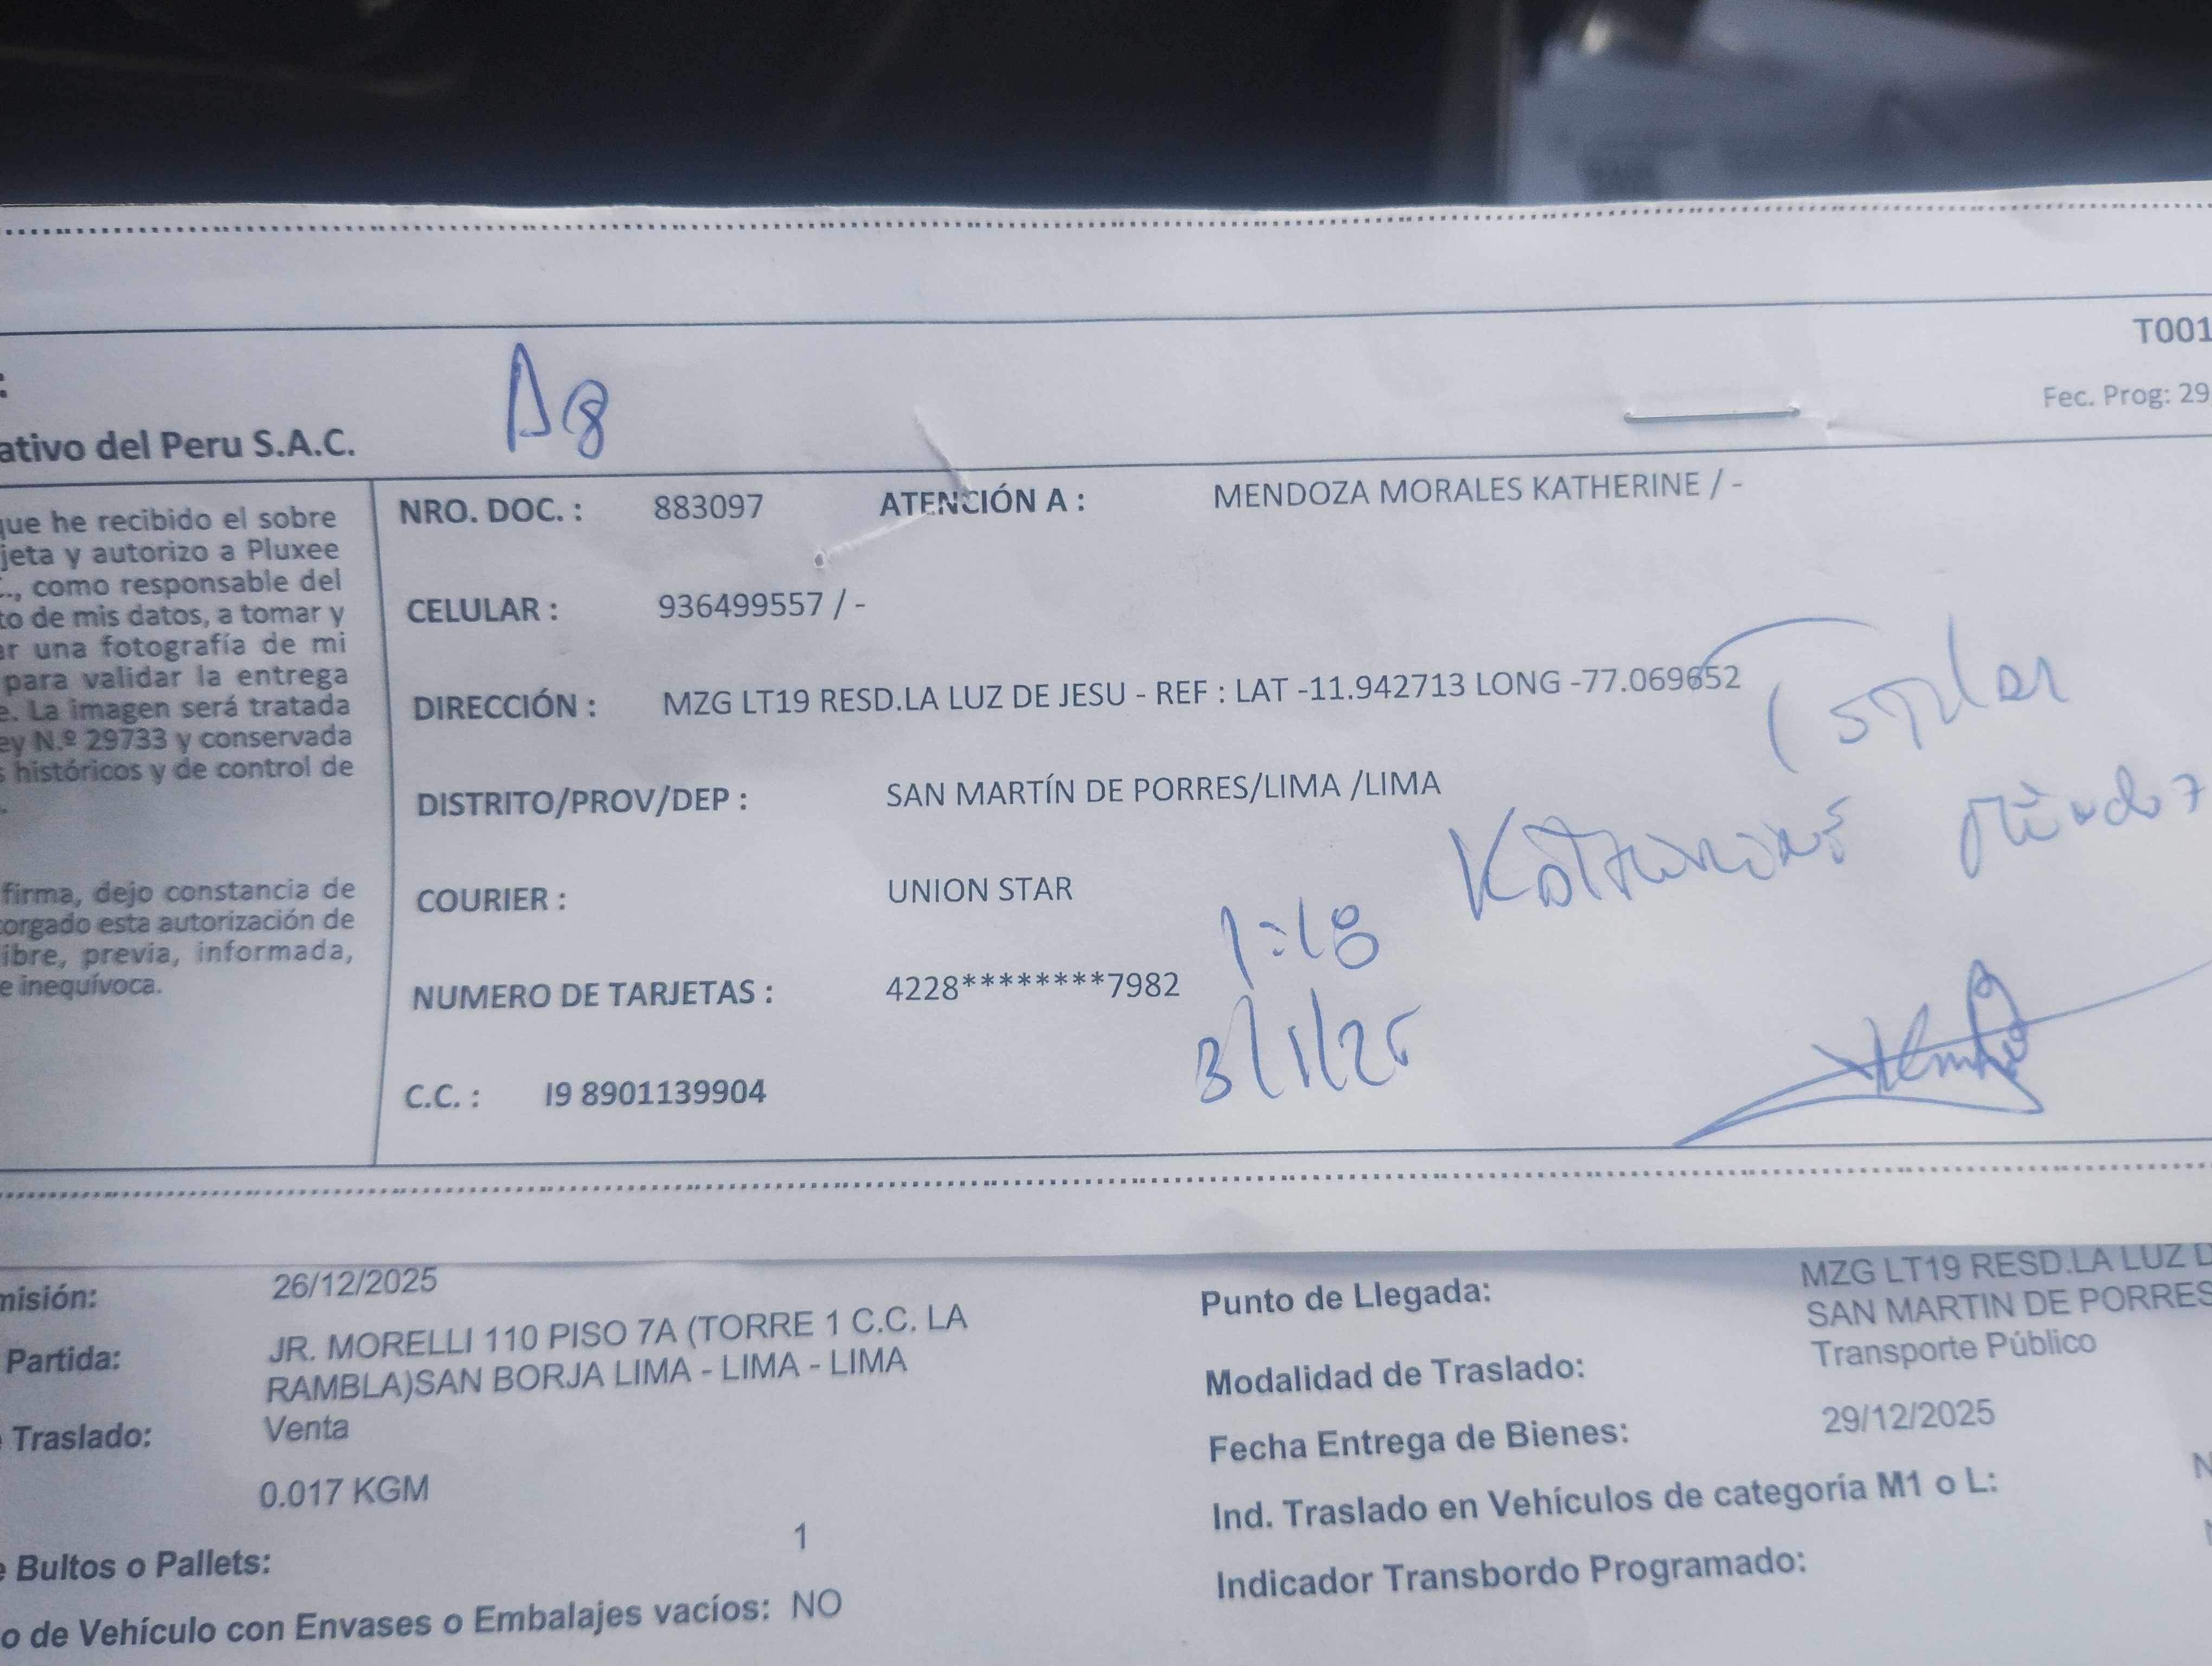 T001
:
Fec. Prog: 29
ativo del Peru S.A.C.
que he recibido el sobre
jeta y autorizo a Pluxee
., como responsable del
to de mis datos, a tomar y
ar una fotografía de mi
para validar la entrega
e. La imagen será tratada
ey N.º 29733 y conservada
s históricos y de control de
firma, dejo constancia de
torgado esta autorización de
libre, previa, informada,
e inequívoca.
NRO. DOC. : 883097 ATENCIÓN A : MENDOZA MORALES KATHERINE / -
CELULAR : 936499557 / -
DIRECCIÓN : MZG LT19 RESD.LA LUZ DE JESU - REF : LAT -11.942713 LONG -77.069652
DISTRITO/PROV/DEP : SAN MARTÍN DE PORRES/LIMA /LIMA
COURIER : UNION STAR
1:18
NUMERO DE TARJETAS : 4228********7982
C.C. : I9 8901139904
misión: 26/12/2025
Partida: JR. MORELLI 110 PISO 7A (TORRE 1 C.C. LA
RAMBLA)SAN BORJA LIMA - LIMA - LIMA
Traslado: Venta
0.017 KGM
e Bultos o Pallets: 1
o de Vehículo con Envases o Embalajes vacíos: NO
Punto de Llegada: MZG LT19 RESD.LA LUZ D
SAN MARTIN DE PORRES
Modalidad de Traslado: Transporte Público
Fecha Entrega de Bienes: 29/12/2025
Ind. Traslado en Vehículos de categoría M1 o L: N
Indicador Transbordo Programado: